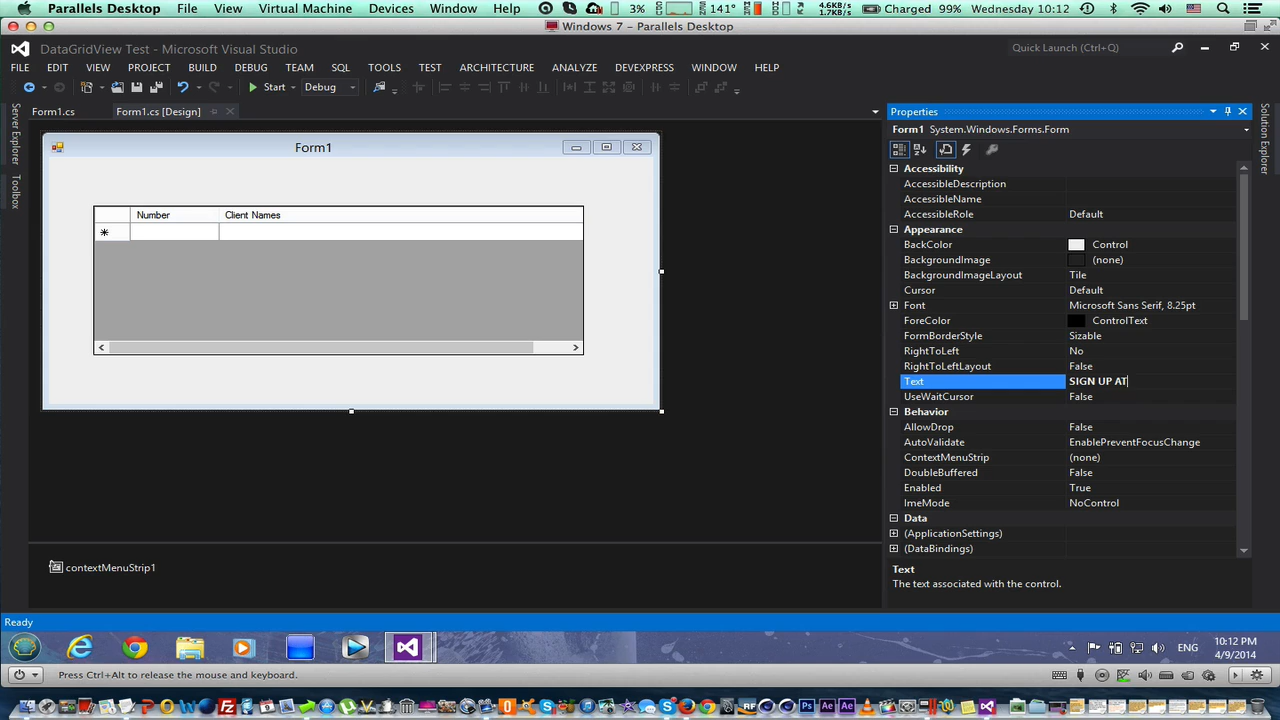 Parallels Desktop File View Virtual Machine Devices Window Help 3% 141° 4.6KB/s 1.7KB/s Charged 99% Wednesday 10:12
Windows 7 – Parallels Desktop
DataGridView Test - Microsoft Visual Studio Quick Launch (Ctrl+Q)
FILE EDIT VIEW PROJECT BUILD DEBUG TEAM SQL TOOLS TEST ARCHITECTURE ANALYZE DEVEXPRESS WINDOW HELP
Start Debug
Form1.cs Form1.cs [Design]
Server Explorer
Toolbox
Form1
Number Client Names
contextMenuStrip1
Properties
Form1 System.Windows.Forms.Form
Accessibility
AccessibleDescription
AccessibleName
AccessibleRole Default
Appearance
BackColor Control
BackgroundImage (none)
BackgroundImageLayout Tile
Cursor Default
Font Microsoft Sans Serif, 8.25pt
ForeColor ControlText
FormBorderStyle Sizable
RightToLeft No
RightToLeftLayout False
Text SIGN UP AT
UseWaitCursor False
Behavior
AllowDrop False
AutoValidate EnablePreventFocusChange
ContextMenuStrip (none)
DoubleBuffered False
Enabled True
ImeMode NoControl
Data
(ApplicationSettings)
(DataBindings)
Text
The text associated with the control.
Solution Explorer
Ready
ENG 10:12 PM
4/9/2014
Press Ctrl+Alt to release the mouse and keyboard.